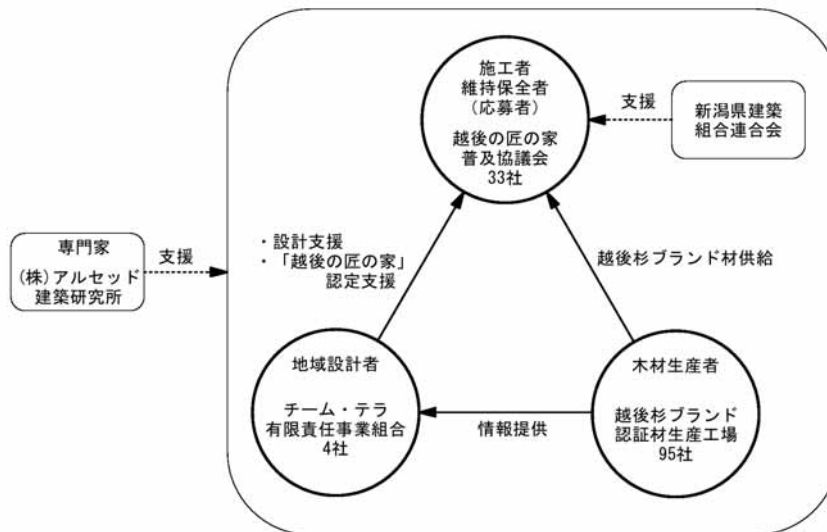 施工者
維持保全者
(応募者)
越後の匠の家
普及協議会
33社
支援
新潟県建築
組合連合会
専門家
(株)アルセッド
建築研究所
支援
・設計支援
・「越後の匠の家」
認定支援
越後杉ブランド材供給
地域設計者
チーム・テラ
有限責任事業組合
4社
情報提供
木材生産者
越後杉ブランド
認証材生産工場
95社